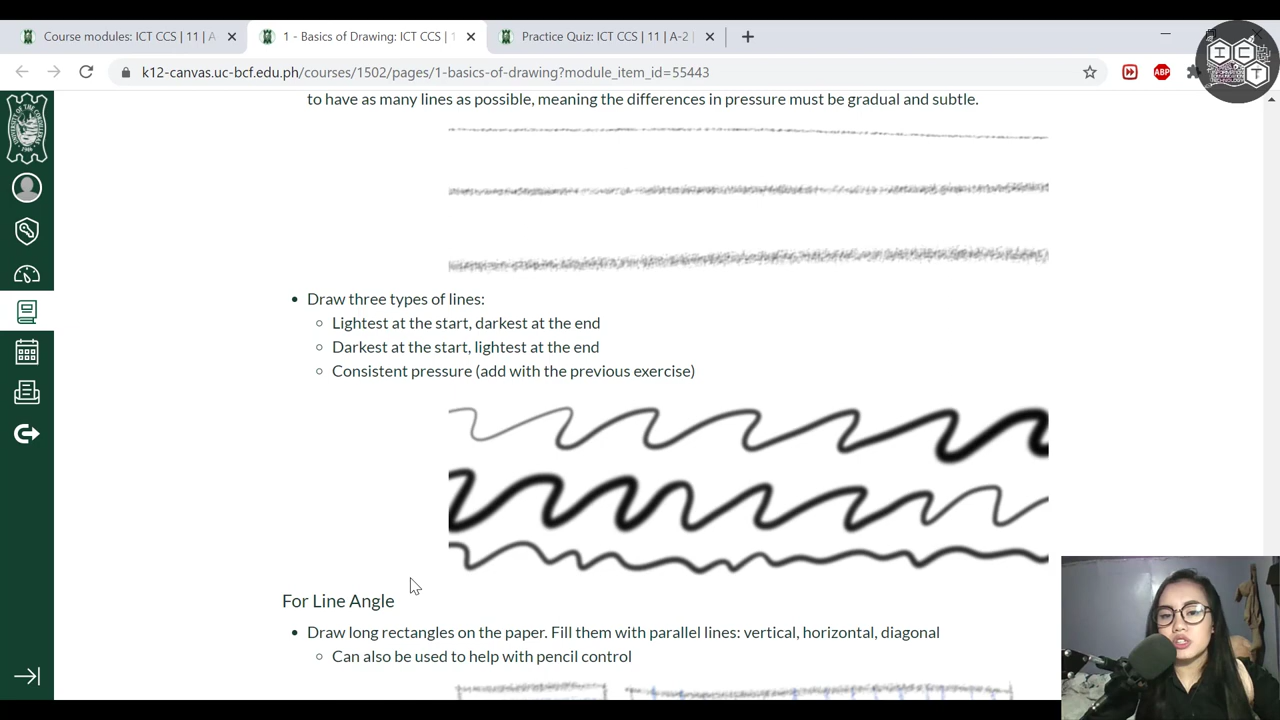 Course modules: ICT CCS | 11 | A
1 - Basics of Drawing: ICT CCS |
Practice Quiz: ICT CCS | 11 | A-2 |
k12-canvas.uc-bcf.edu.ph/courses/1502/pages/1-basics-of-drawing?module_item_id=55443
ABP
ICT
to have as many lines as possible, meaning the differences in pressure must be gradual and subtle.
Draw three types of lines:
Lightest at the start, darkest at the end
Darkest at the start, lightest at the end
Consistent pressure (add with the previous exercise)
For Line Angle
Draw long rectangles on the paper. Fill them with parallel lines: vertical, horizontal, diagonal
Can also be used to help with pencil control